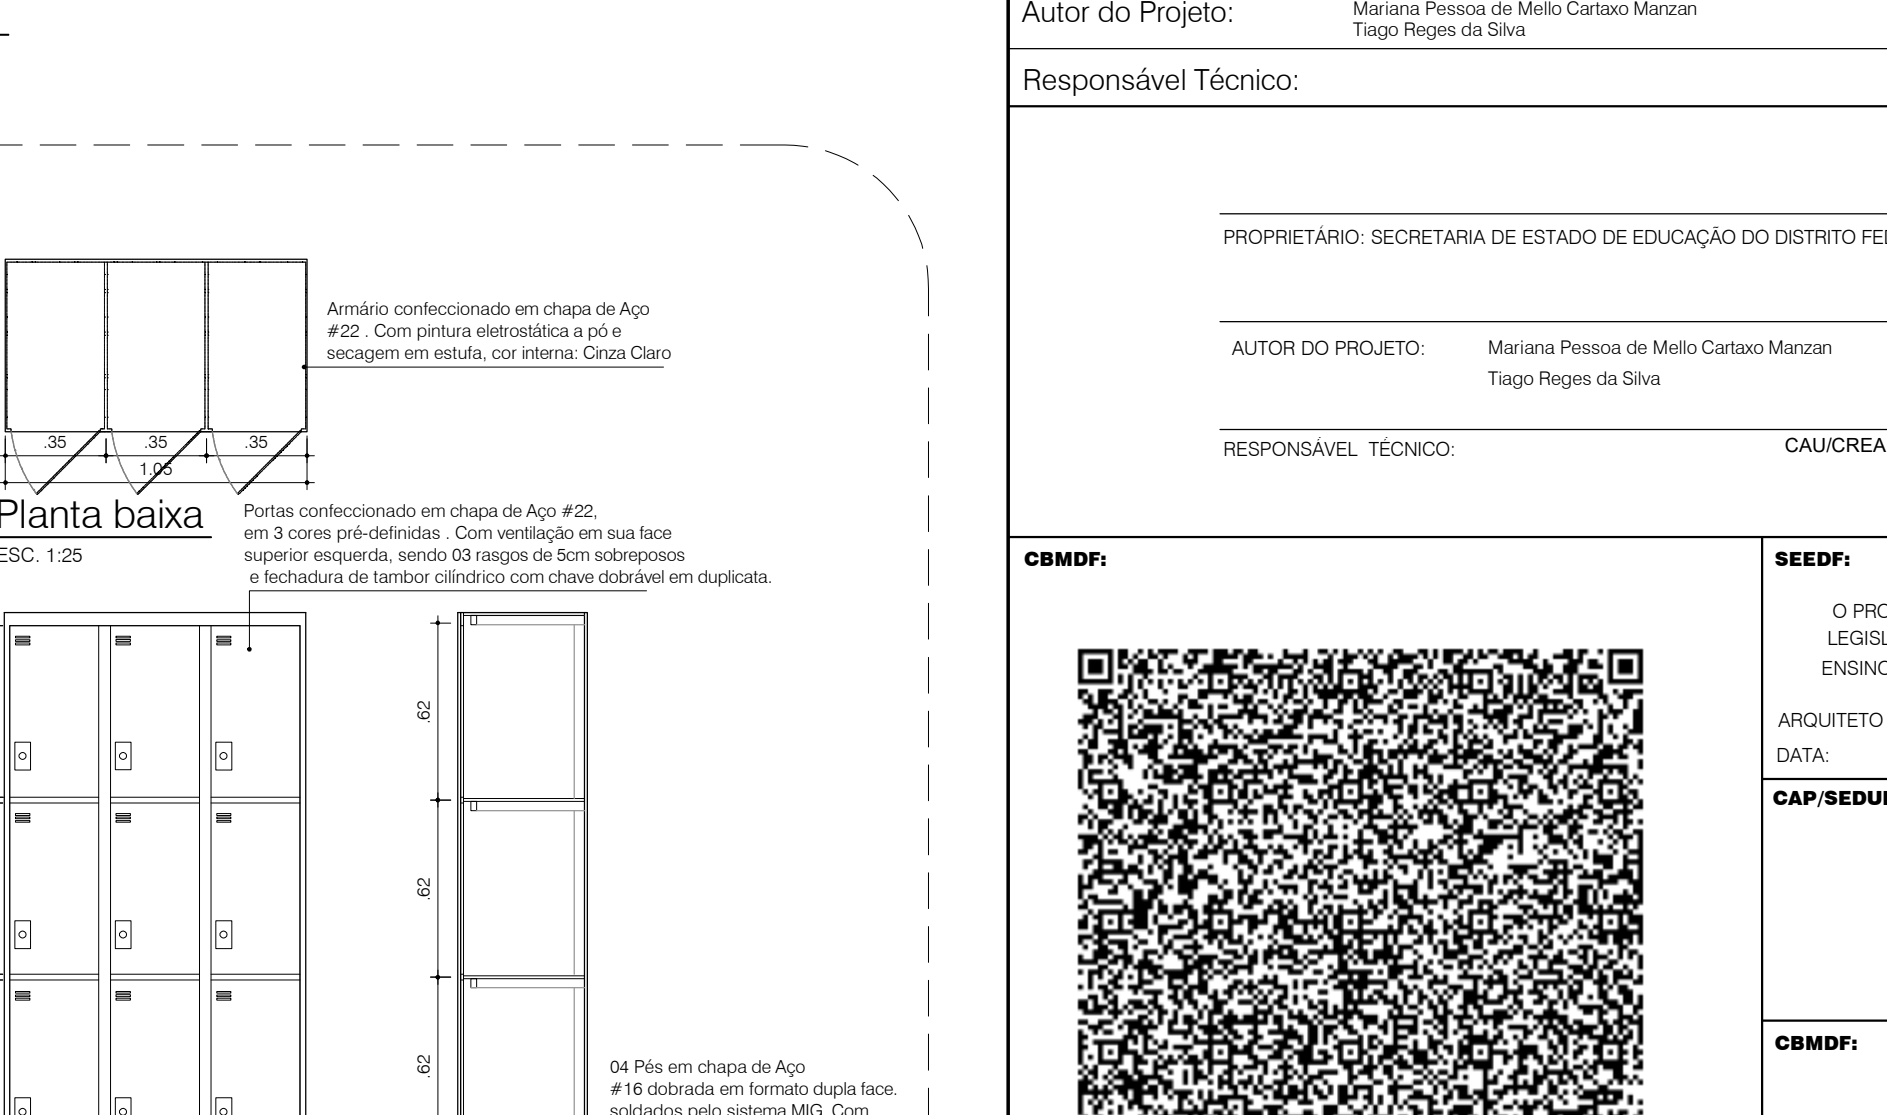 Armário confeccionado em chapa de Aço
#22 . Com pintura eletrostática a pó e
secagem em estufa, cor interna: Cinza Claro
.35
.35
.35
1.05
Planta baixa
ESC. 1:25
Portas confeccionado em chapa de Aço #22,
em 3 cores pré-definidas . Com ventilação em sua face
superior esquerda, sendo 03 rasgos de 5cm sobreposos
e fechadura de tambor cilíndrico com chave dobrável em duplicata.
.62
.62
.62
04 Pés em chapa de Aço
#16 dobrada em formato dupla face.
soldados pelo sistema MIG. Com
Autor do Projeto:
Mariana Pessoa de Mello Cartaxo Manzan
Tiago Reges da Silva
Responsável Técnico:
PROPRIETÁRIO: SECRETARIA DE ESTADO DE EDUCAÇÃO DO DISTRITO FE
AUTOR DO PROJETO:
Mariana Pessoa de Mello Cartaxo Manzan
Tiago Reges da Silva
RESPONSÁVEL TÉCNICO:
CAU/CREA
CBMDF:
SEEDF:
O PRO
LEGISL
ENSINO
ARQUITETO
DATA:
CAP/SEDU
CBMDF: